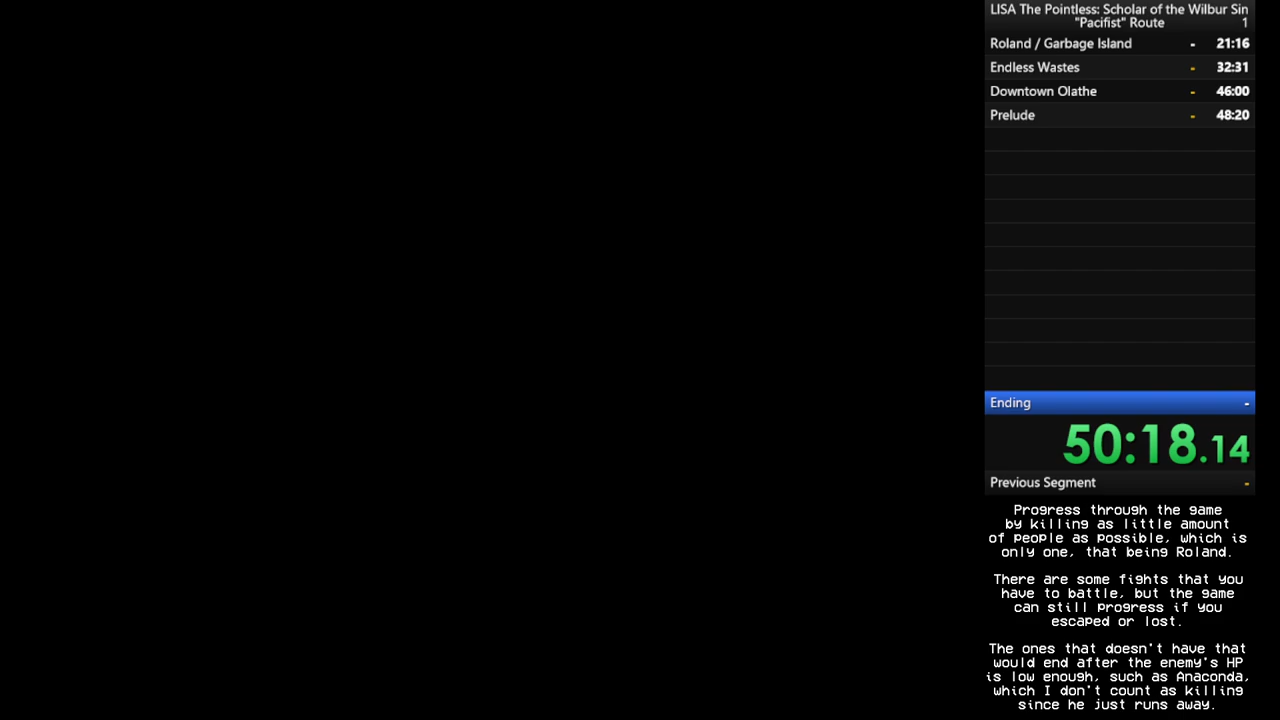 LISA The Pointless: Scholar of the Wilbur Sin
"Pacifist" Route 1
Roland / Garbage Island - 21:16
Endless Wastes - 32:31
Downtown Olathe - 46:00
Prelude - 48:20
Ending -
50:18.14
Previous Segment -
Progress through the game
by killing as little amount
of people as possible, which is
only one, that being Roland.
There are some fights that you
have to battle, but the game
can still progress if you
escaped or lost.
The ones that doesn't have that
would end after the enemy's HP
is low enough, such as Anaconda,
which I don't count as killing
since he just runs away.